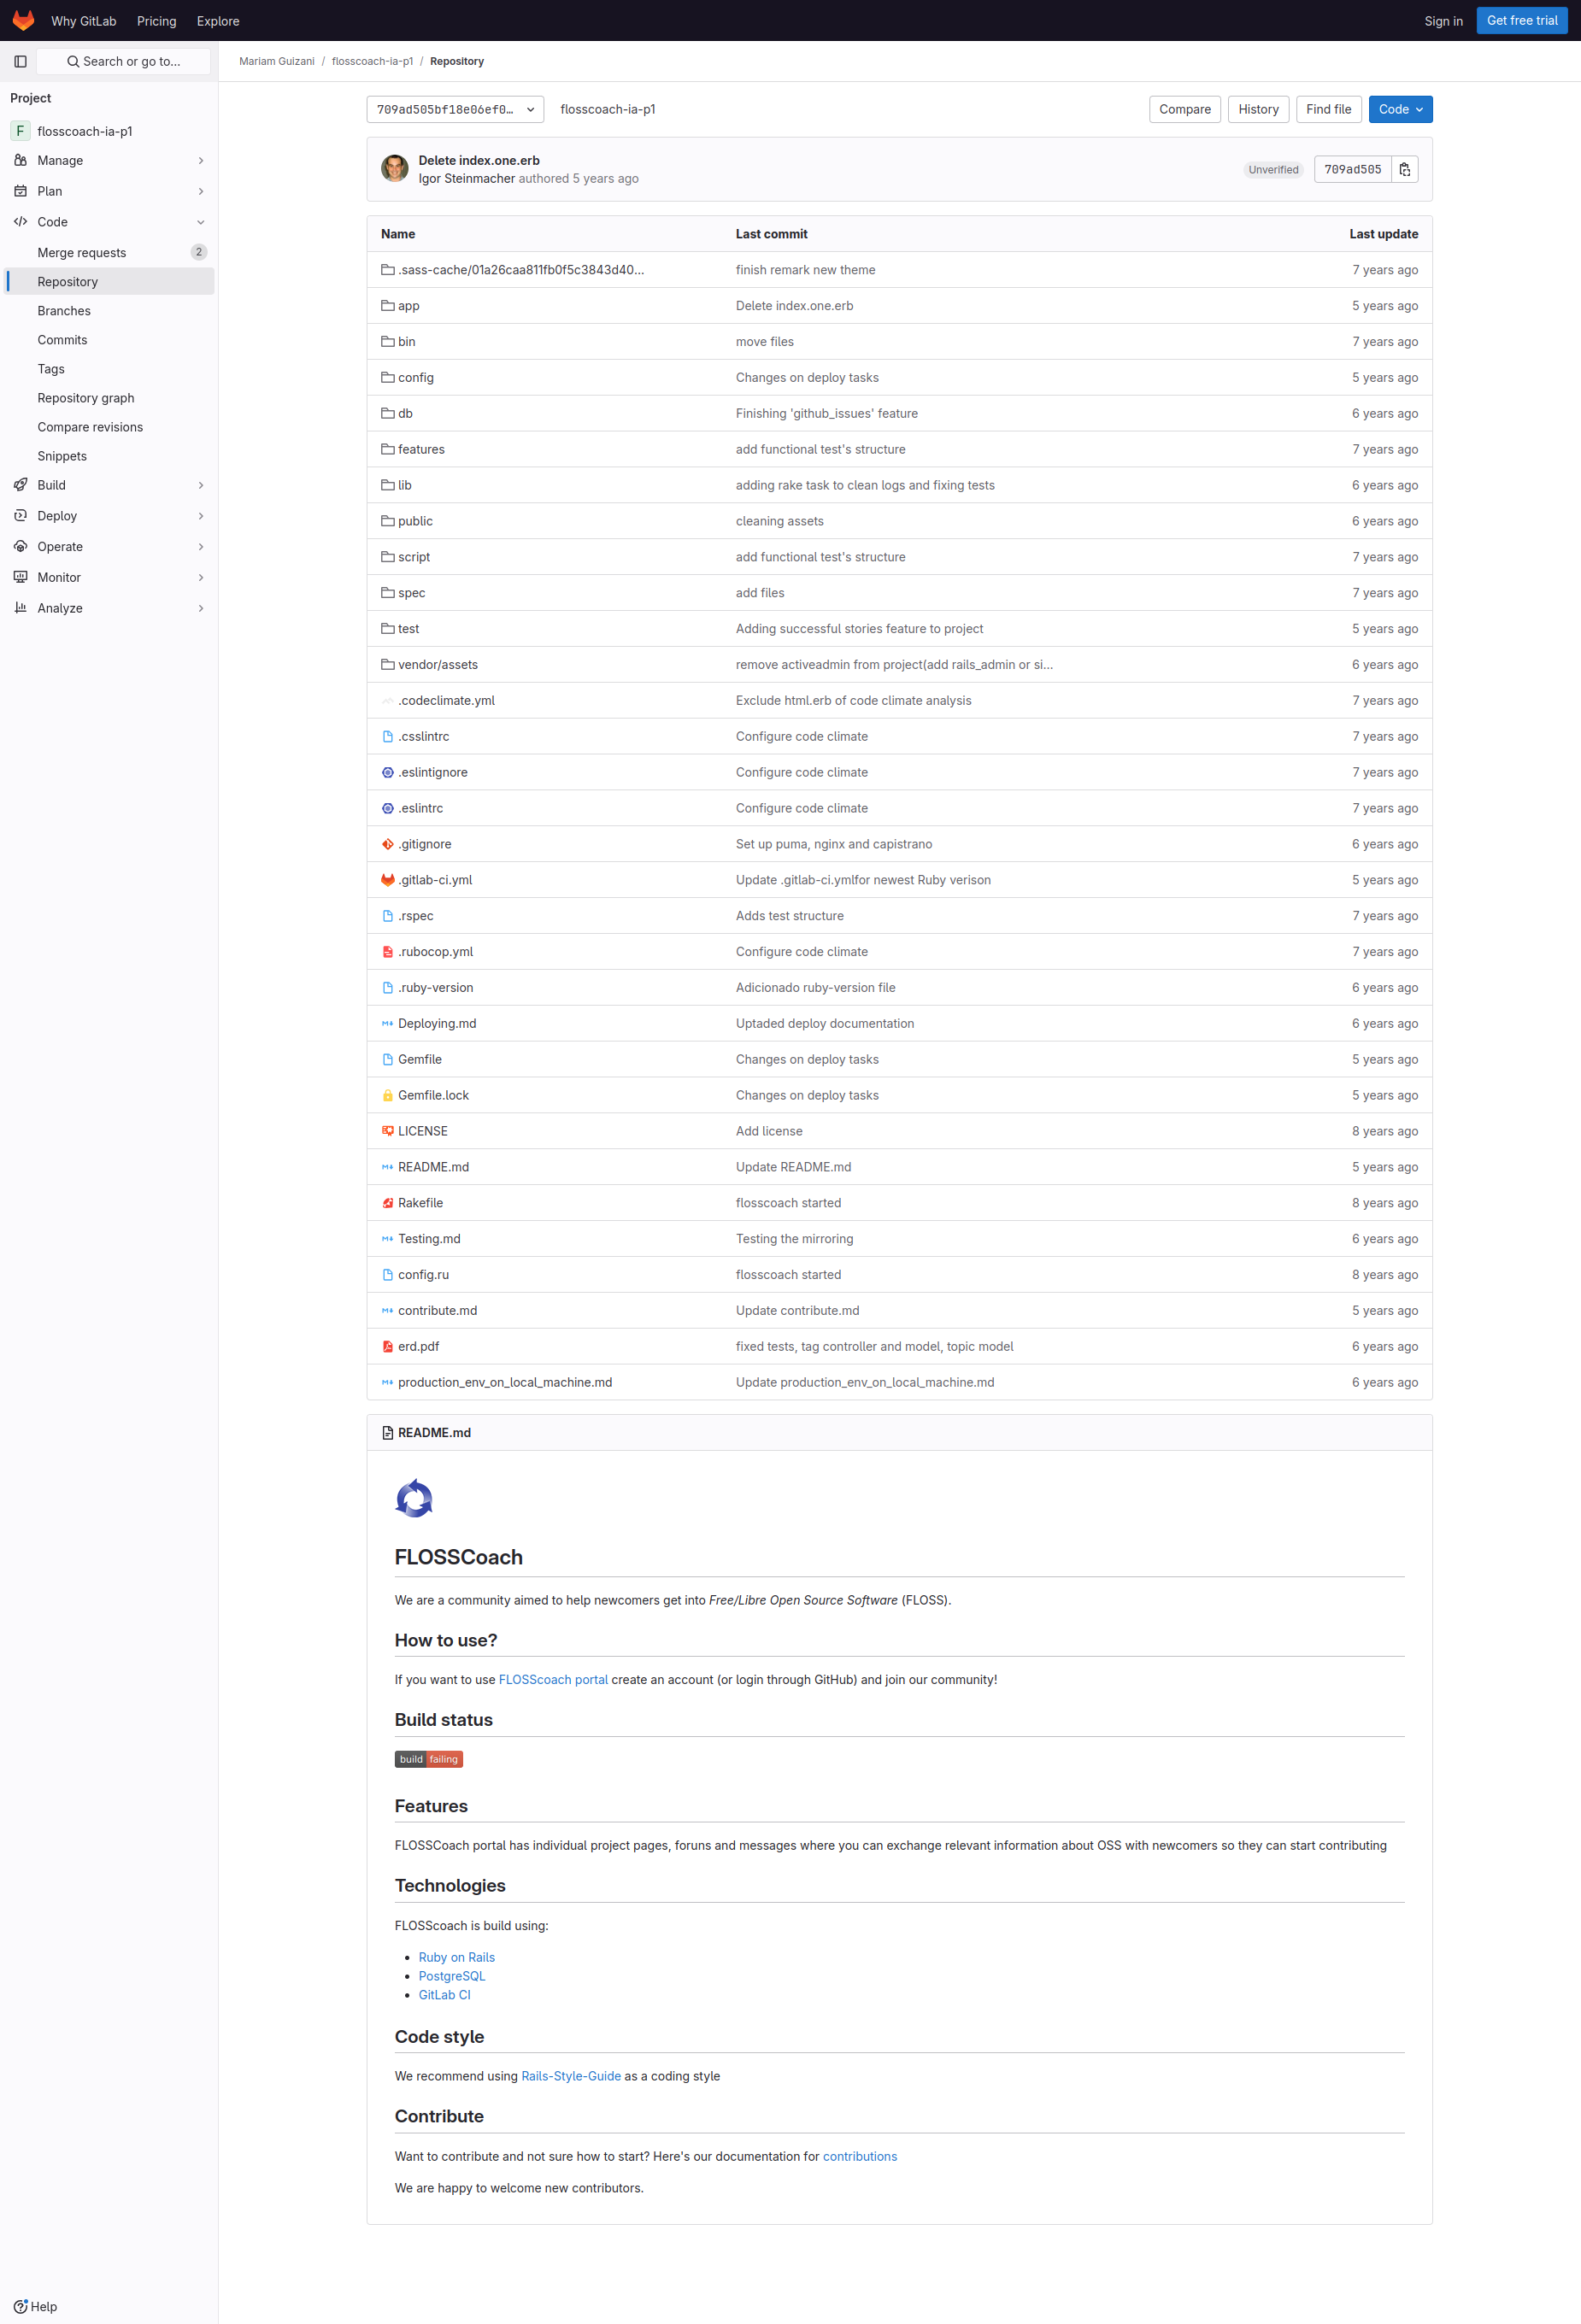 Why GitLab Pricing Explore Sign in Get free trial
Search or go to...
Mariam Guizani / flosscoach-ia-p1 / Repository
Project
F flosscoach-ia-p1
Manage
Plan
Code
Merge requests 2
Repository
Branches
Commits
Tags
Repository graph
Compare revisions
Snippets
Build
Deploy
Operate
Monitor
Analyze
Help
709ad505bf18e06ef0… flosscoach-ia-p1 Compare History Find file Code
Delete index.one.erb
Igor Steinmacher authored 5 years ago
Unverified 709ad505
Name Last commit Last update
.sass-cache/01a26caa811fb0f5c3843d40... finish remark new theme 7 years ago
app Delete index.one.erb 5 years ago
bin move files 7 years ago
config Changes on deploy tasks 5 years ago
db Finishing 'github_issues' feature 6 years ago
features add functional test's structure 7 years ago
lib adding rake task to clean logs and fixing tests 6 years ago
public cleaning assets 6 years ago
script add functional test's structure 7 years ago
spec add files 7 years ago
test Adding successful stories feature to project 5 years ago
vendor/assets remove activeadmin from project(add rails_admin or si... 6 years ago
.codeclimate.yml Exclude html.erb of code climate analysis 7 years ago
.csslintrc Configure code climate 7 years ago
.eslintignore Configure code climate 7 years ago
.eslintrc Configure code climate 7 years ago
.gitignore Set up puma, nginx and capistrano 6 years ago
.gitlab-ci.yml Update .gitlab-ci.ymlfor newest Ruby verison 5 years ago
.rspec Adds test structure 7 years ago
.rubocop.yml Configure code climate 7 years ago
.ruby-version Adicionado ruby-version file 6 years ago
Deploying.md Uptaded deploy documentation 6 years ago
Gemfile Changes on deploy tasks 5 years ago
Gemfile.lock Changes on deploy tasks 5 years ago
LICENSE Add license 8 years ago
README.md Update README.md 5 years ago
Rakefile flosscoach started 8 years ago
Testing.md Testing the mirroring 6 years ago
config.ru flosscoach started 8 years ago
contribute.md Update contribute.md 5 years ago
erd.pdf fixed tests, tag controller and model, topic model 6 years ago
production_env_on_local_machine.md Update production_env_on_local_machine.md 6 years ago
README.md
FLOSSCoach
We are a community aimed to help newcomers get into Free/Libre Open Source Software (FLOSS).
How to use?
If you want to use FLOSScoach portal create an account (or login through GitHub) and join our community!
Build status
build failing
Features
FLOSSCoach portal has individual project pages, foruns and messages where you can exchange relevant information about OSS with newcomers so they can start contributing
Technologies
FLOSScoach is build using:
Ruby on Rails
PostgreSQL
GitLab CI
Code style
We recommend using Rails-Style-Guide as a coding style
Contribute
Want to contribute and not sure how to start? Here's our documentation for contributions
We are happy to welcome new contributors.